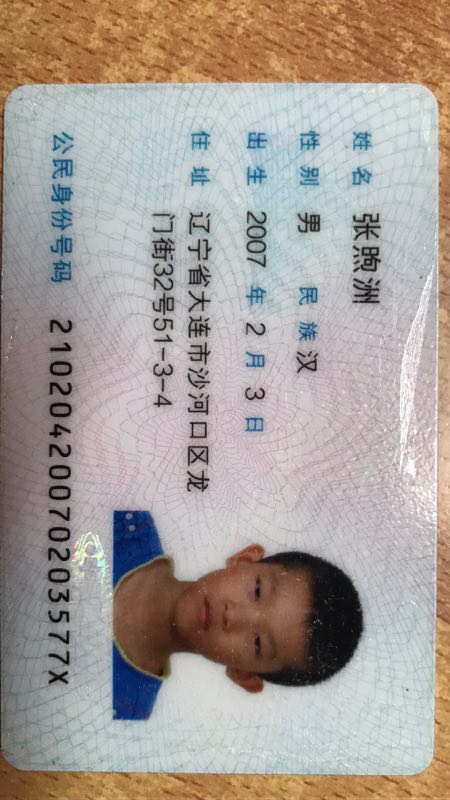 姓名 张煦洲
性别 男 民族 汉
出生 2007 年 2 月 3 日
住址 辽宁省大连市沙河口区龙
门街32号51-3-4
公民身份号码 21020420070203577X